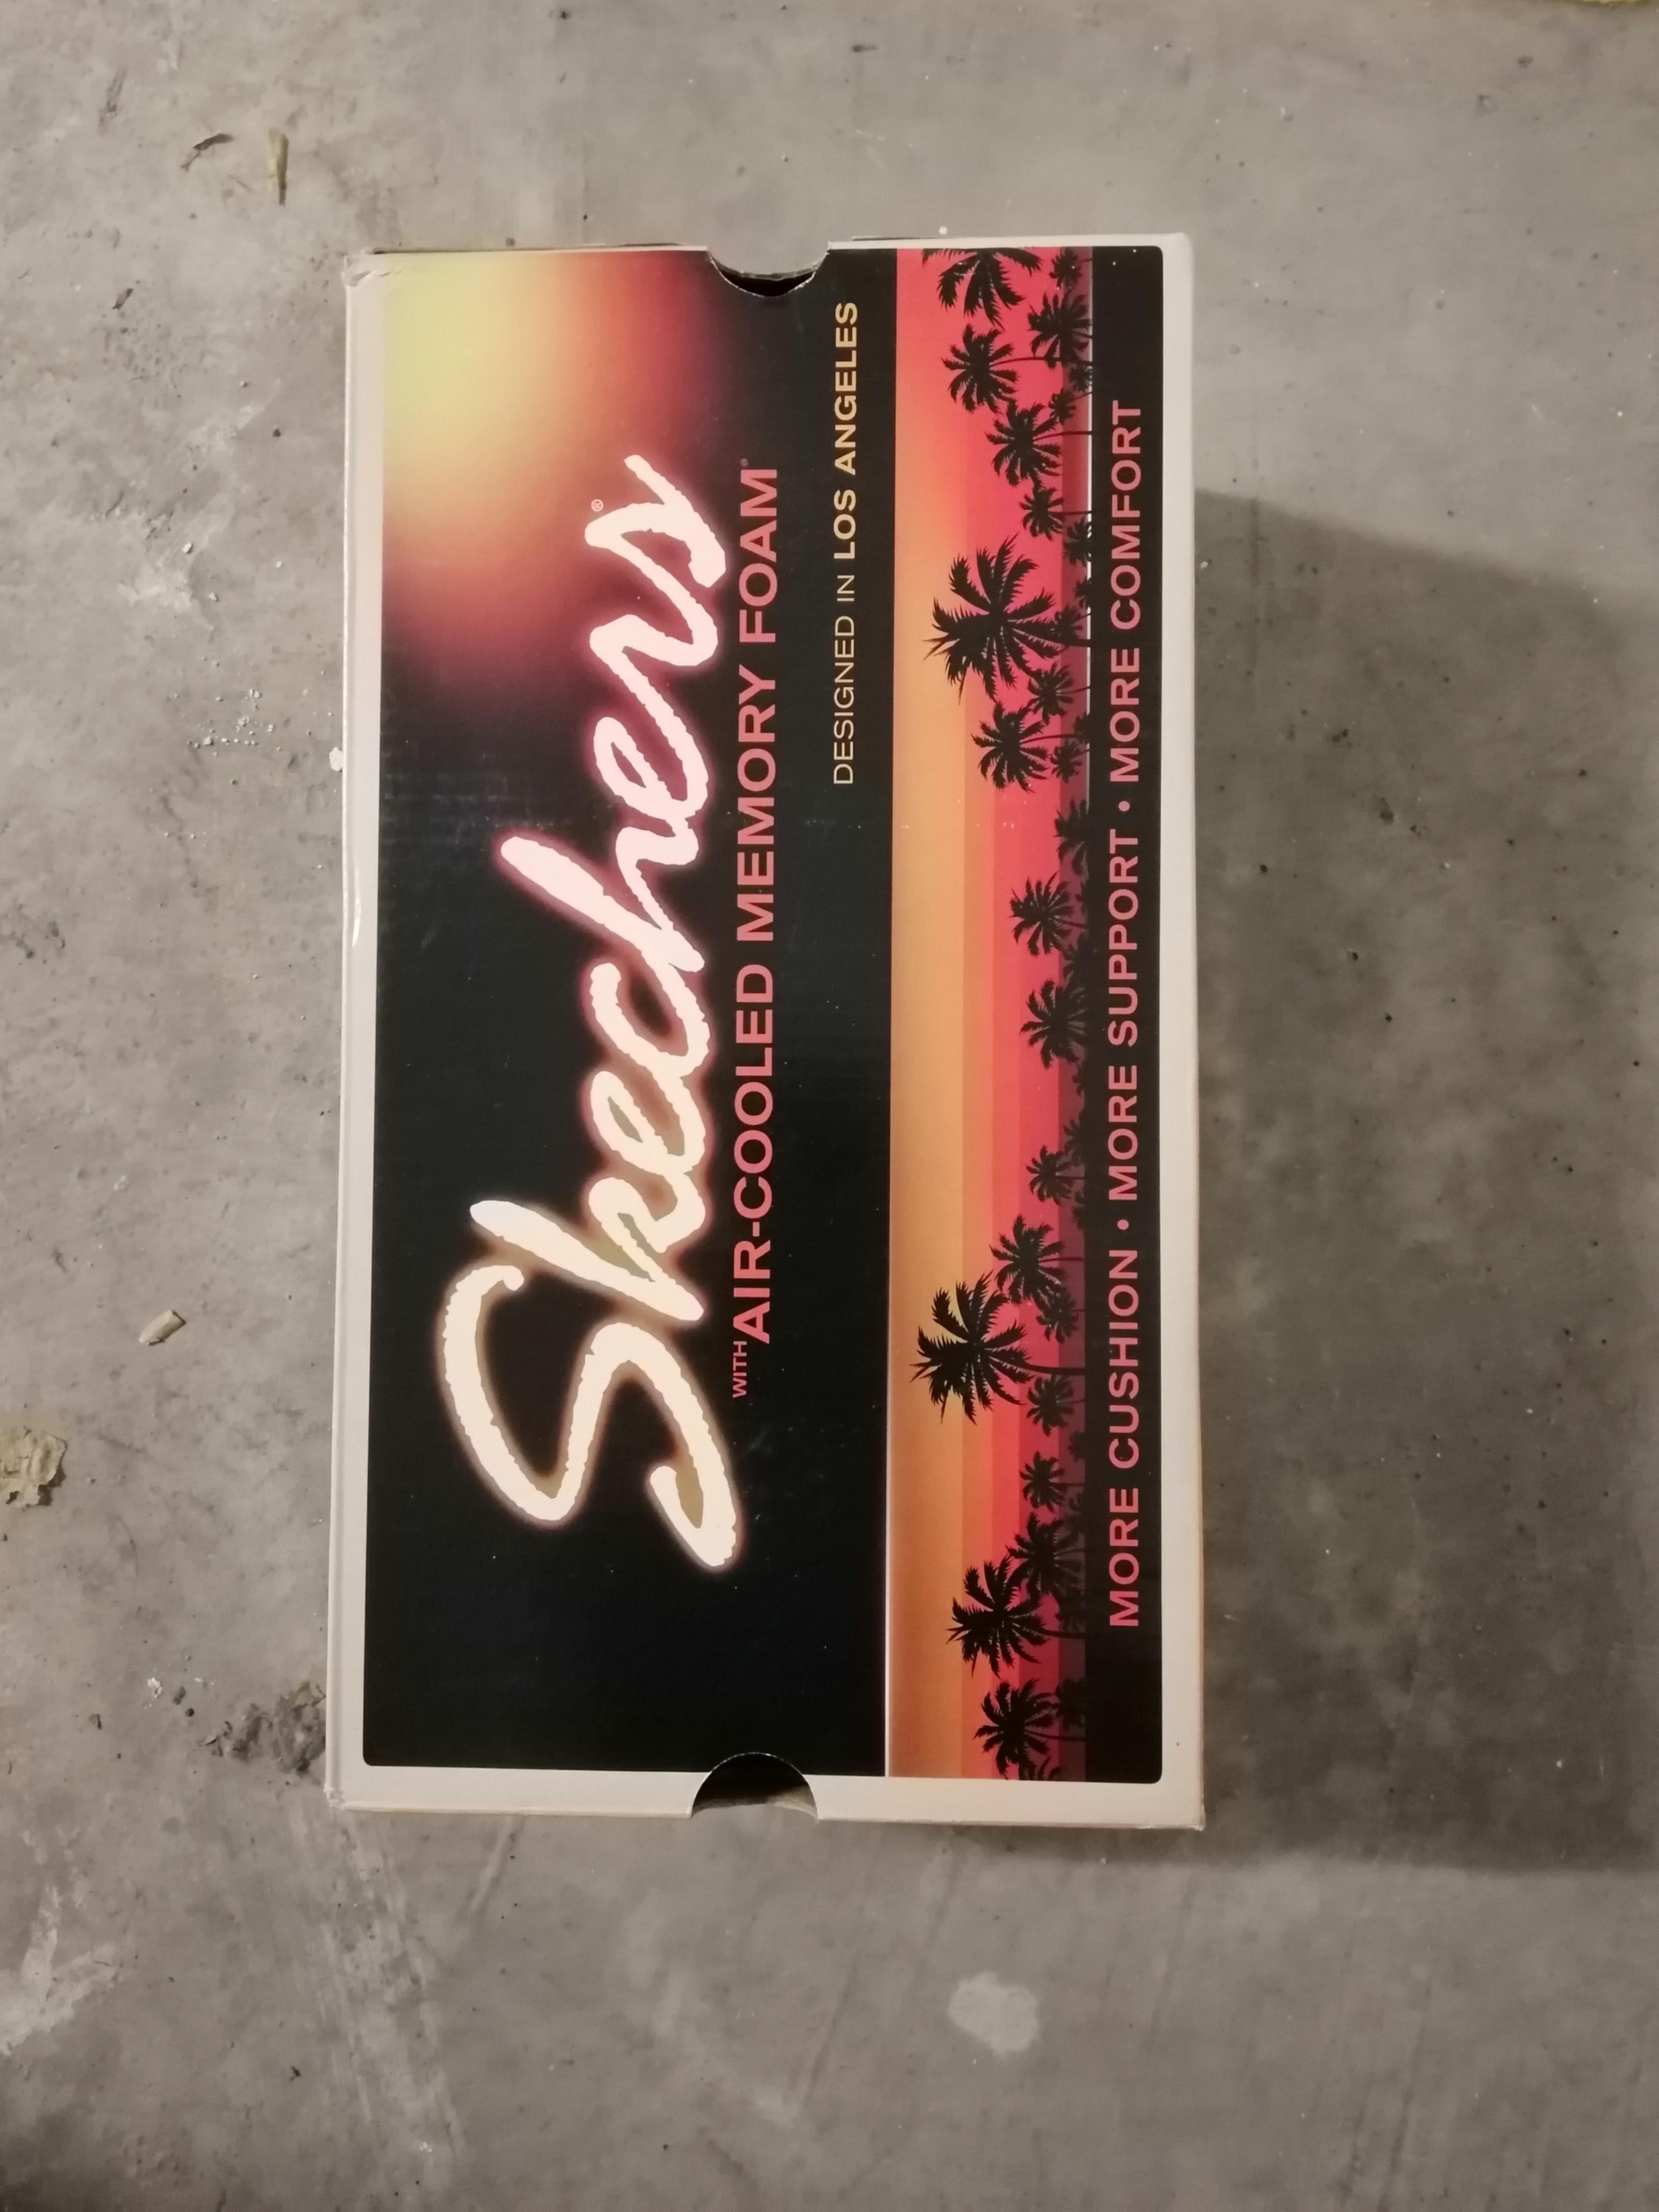 Skechers®
WITH AIR-COOLED MEMORY FOAM
DESIGNED IN LOS ANGELES
MORE CUSHION • MORE SUPPORT • MORE COMFORT